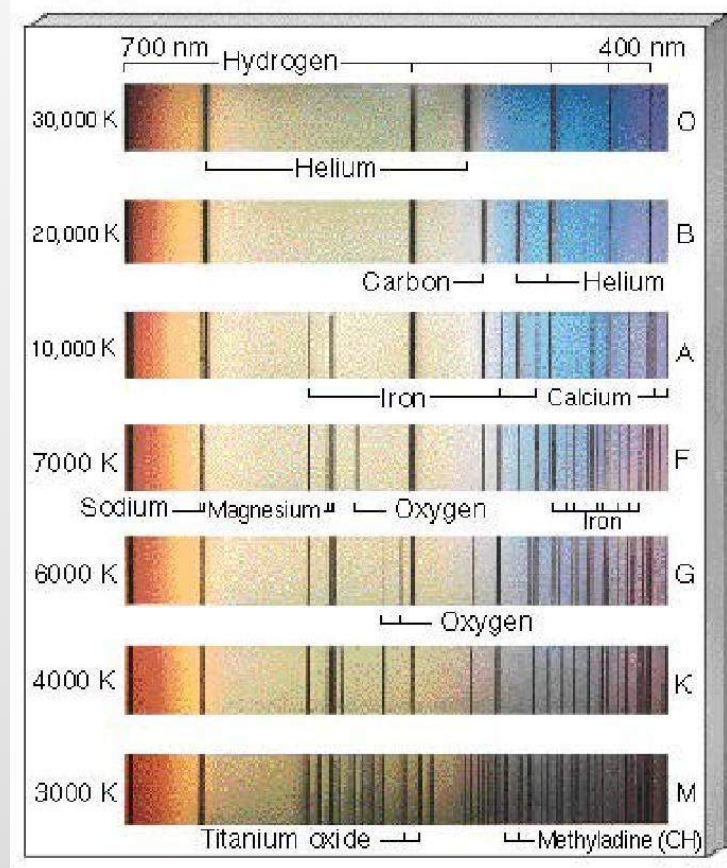 700 nm 400 nm
Hydrogen
30,000 K O
Helium
20,000 K B
Carbon Helium
10,000 K A
Iron Calcium
7000 K F
Sodium Magnesium Oxygen Iron
6000 K G
Oxygen
4000 K K
3000 K M
Titanium oxide Methyladine (CH)